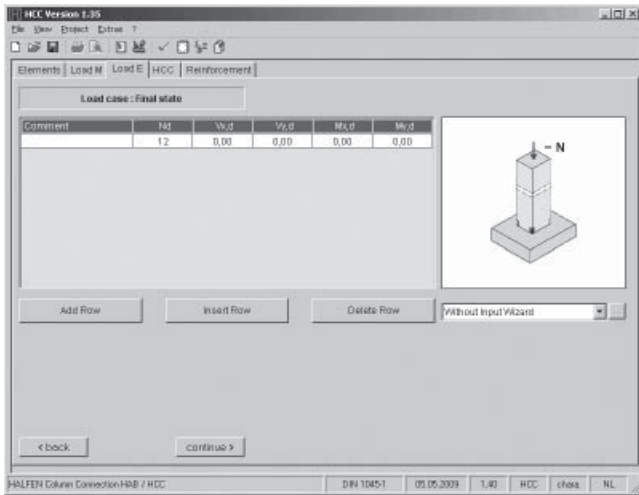 HCC Version 1.35
File View Project Extras ?
Elements Load M Load E HCC Reinforcement
Load case : Final state
Comment Nd Vx,d Vy,d Mx,d My,d
12 0,00 0,00 0,00 0,00
- N
Add Row Insert Row Delete Row Without Input Wizard ...
< back continue >
HALFEN Column Connection HAB / HCC DIN 1045-1 05.05.2009 1,40 HCC chara. NL